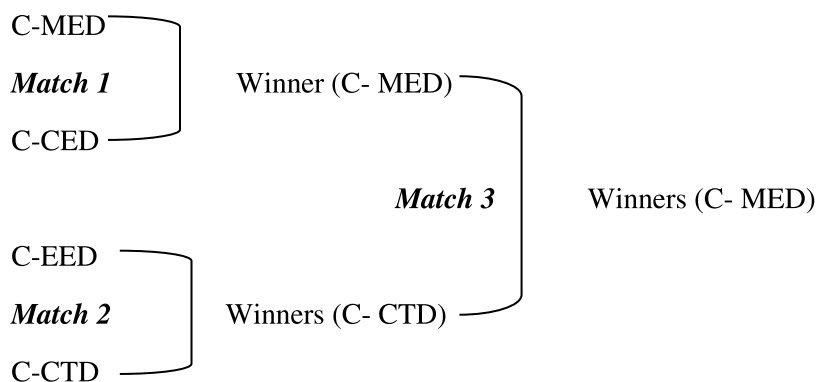 C-MED
Match 1
Winner (C- MED)
C-CED
Match 3
Winners (C- MED)
C-EED
Match 2
Winners (C- CTD)
C-CTD